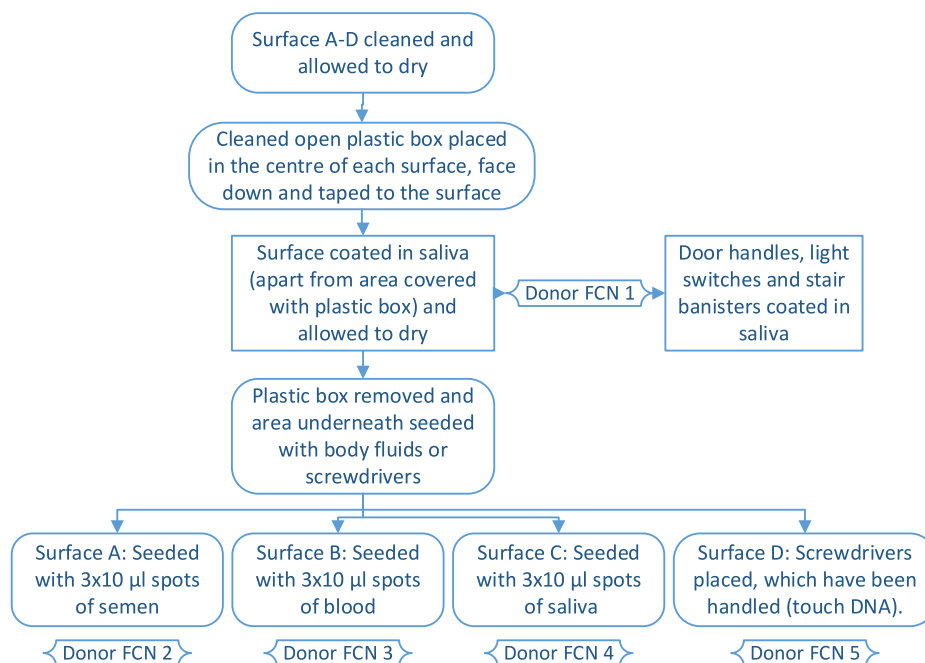 Surface A-D cleaned and
allowed to dry
Cleaned open plastic box placed
in the centre of each surface, face
down and taped to the surface
Surface coated in saliva
(apart from area covered
with plastic box) and
allowed to dry
Donor FCN 1
Door handles, light
switches and stair
banisters coated in
saliva
Plastic box removed and
area underneath seeded
with body fluids or
screwdrivers
Surface A: Seeded
with 3x10 µl spots
of semen
Surface B: Seeded
with 3x10 µl spots
of blood
Surface C: Seeded
with 3x10 µl spots
of saliva
Surface D: Screwdrivers
placed, which have been
handled (touch DNA).
Donor FCN 2
Donor FCN 3
Donor FCN 4
Donor FCN 5